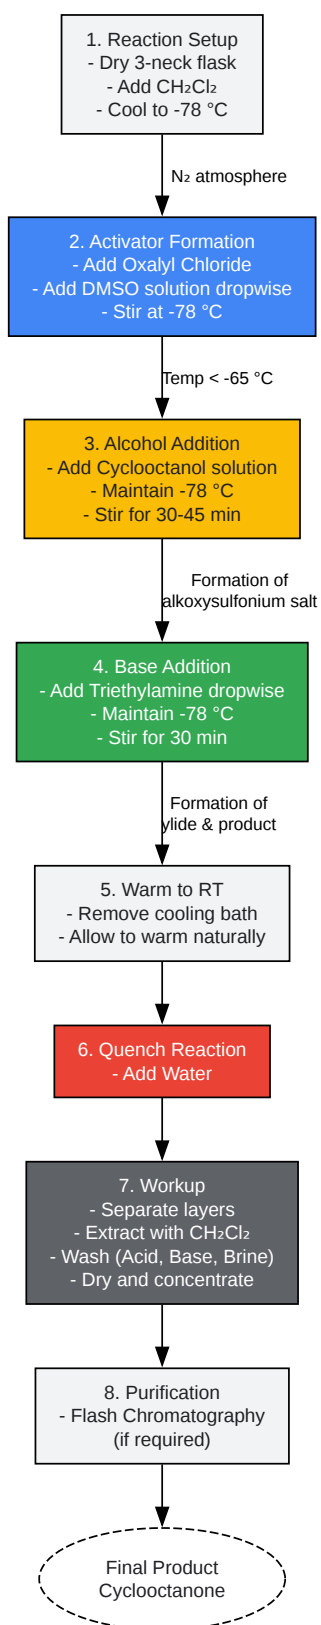 1. Reaction Setup
- Dry 3-neck flask
- Add CH₂Cl₂
- Cool to -78 °C
N₂ atmosphere
2. Activator Formation
- Add Oxalyl Chloride
- Add DMSO solution dropwise
- Stir at -78 °C
Temp < -65 °C
3. Alcohol Addition
- Add Cyclooctanol solution
- Maintain -78 °C
- Stir for 30-45 min
Formation of
alkoxysulfonium salt
4. Base Addition
- Add Triethylamine dropwise
- Maintain -78 °C
- Stir for 30 min
Formation of
ylide & product
5. Warm to RT
- Remove cooling bath
- Allow to warm naturally
6. Quench Reaction
- Add Water
7. Workup
- Separate layers
- Extract with CH₂Cl₂
- Wash (Acid, Base, Brine)
- Dry and concentrate
8. Purification
- Flash Chromatography
(if required)
Final Product
Cyclooctanone